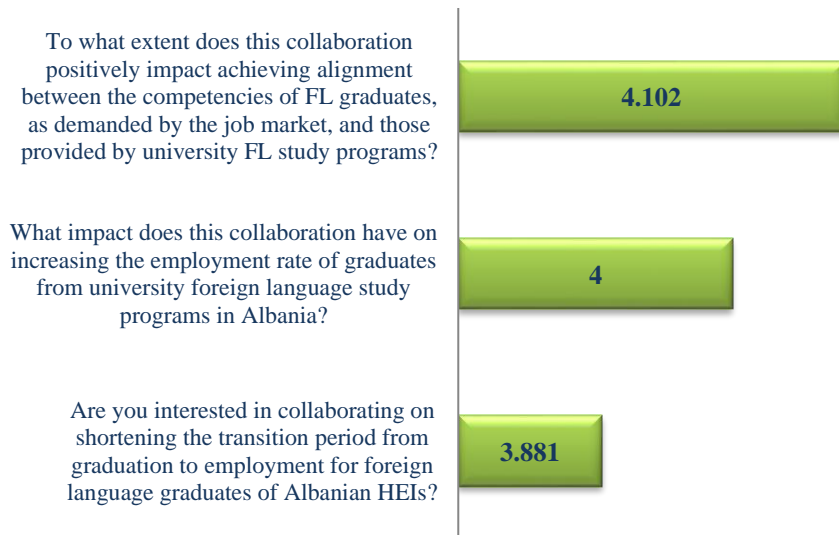 To what extent does this collaboration
positively impact achieving alignment
between the competencies of FL graduates,
as demanded by the job market, and those
provided by university FL study programs?
4.102
What impact does this collaboration have on
increasing the employment rate of graduates
from university foreign language study
programs in Albania?
4
Are you interested in collaborating on
shortening the transition period from
graduation to employment for foreign
language graduates of Albanian HEIs?
3.881